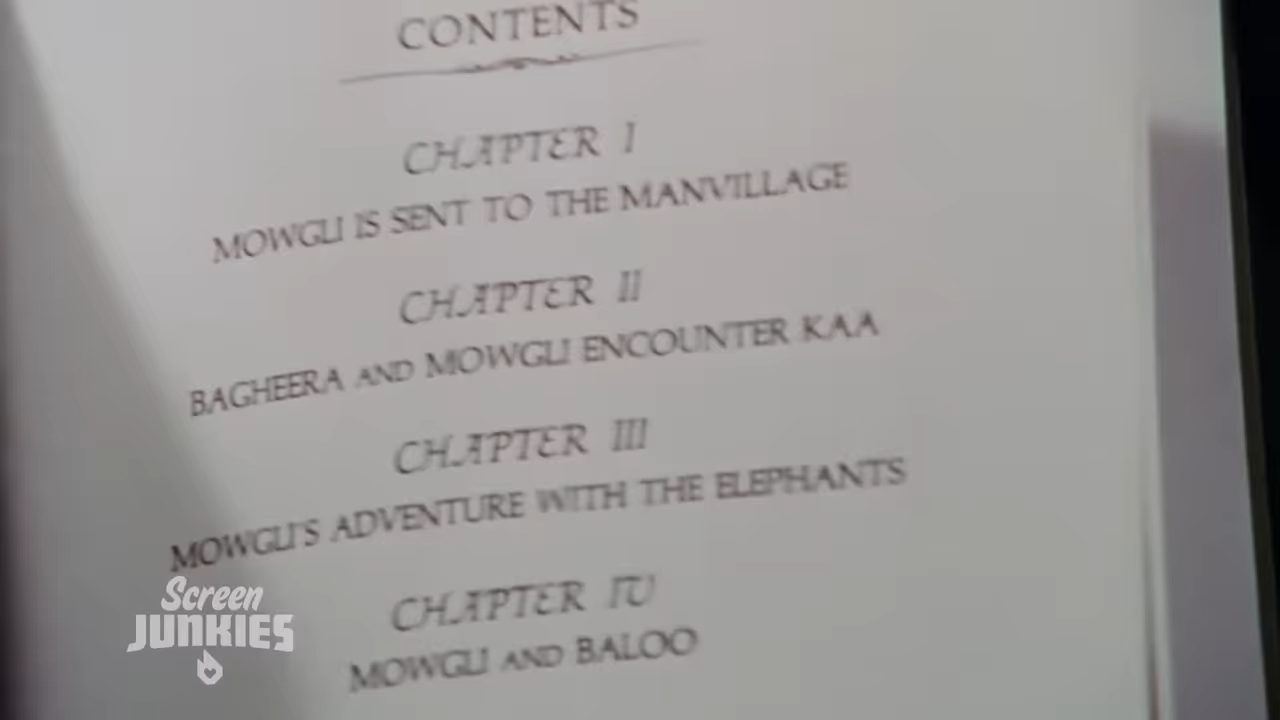 CONTENTS
CHAPTER I
MOWGLI IS SENT TO THE MANVILLAGE
CHAPTER II
BAGHEERA AND MOWGLI ENCOUNTER KAA
CHAPTER III
MOWGLI'S ADVENTURE WITH THE ELEPHANTS
CHAPTER IV
MOWGLI AND BALOO
Screen
JUNKIES